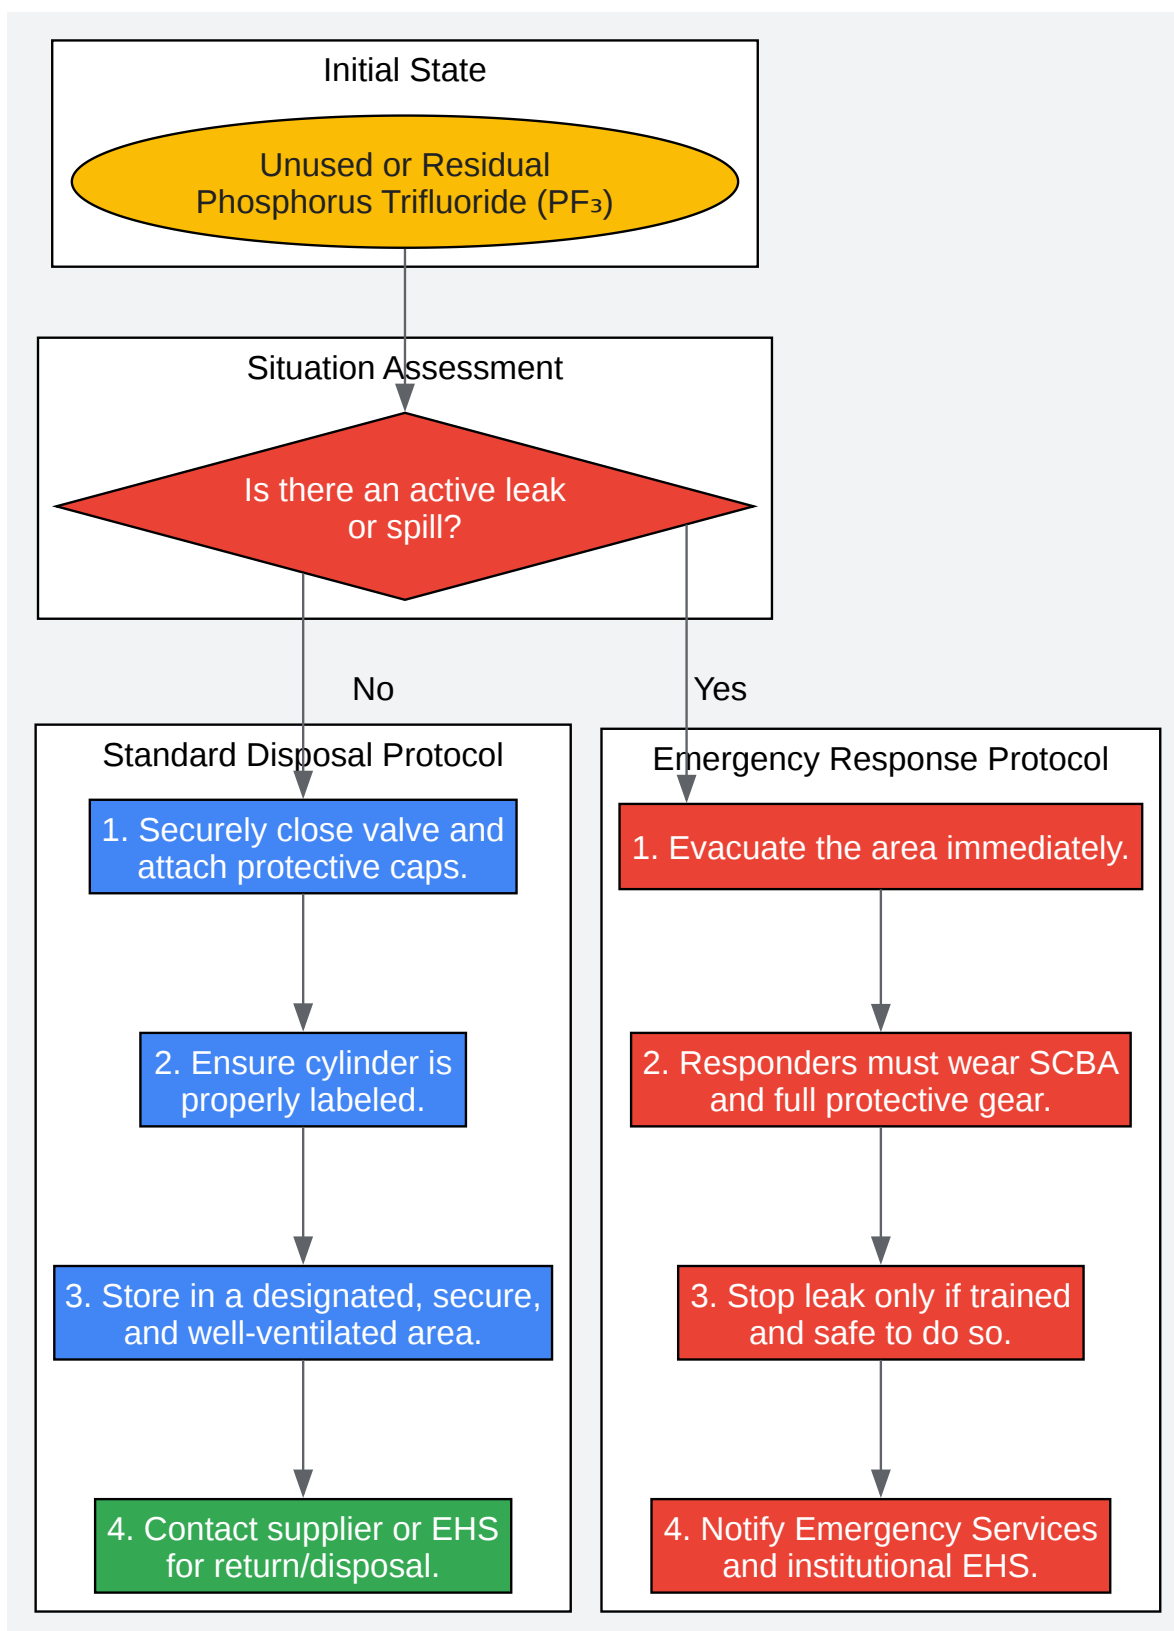 Initial State
Unused or Residual
Phosphorus Trifluoride (PF₃)
Situation Assessment
Is there an active leak
or spill?
No
Yes
Standard Disposal Protocol
1. Securely close valve and
attach protective caps.
2. Ensure cylinder is
properly labeled.
3. Store in a designated, secure,
and well-ventilated area.
4. Contact supplier or EHS
for return/disposal.
Emergency Response Protocol
1. Evacuate the area immediately.
2. Responders must wear SCBA
and full protective gear.
3. Stop leak only if trained
and safe to do so.
4. Notify Emergency Services
and institutional EHS.